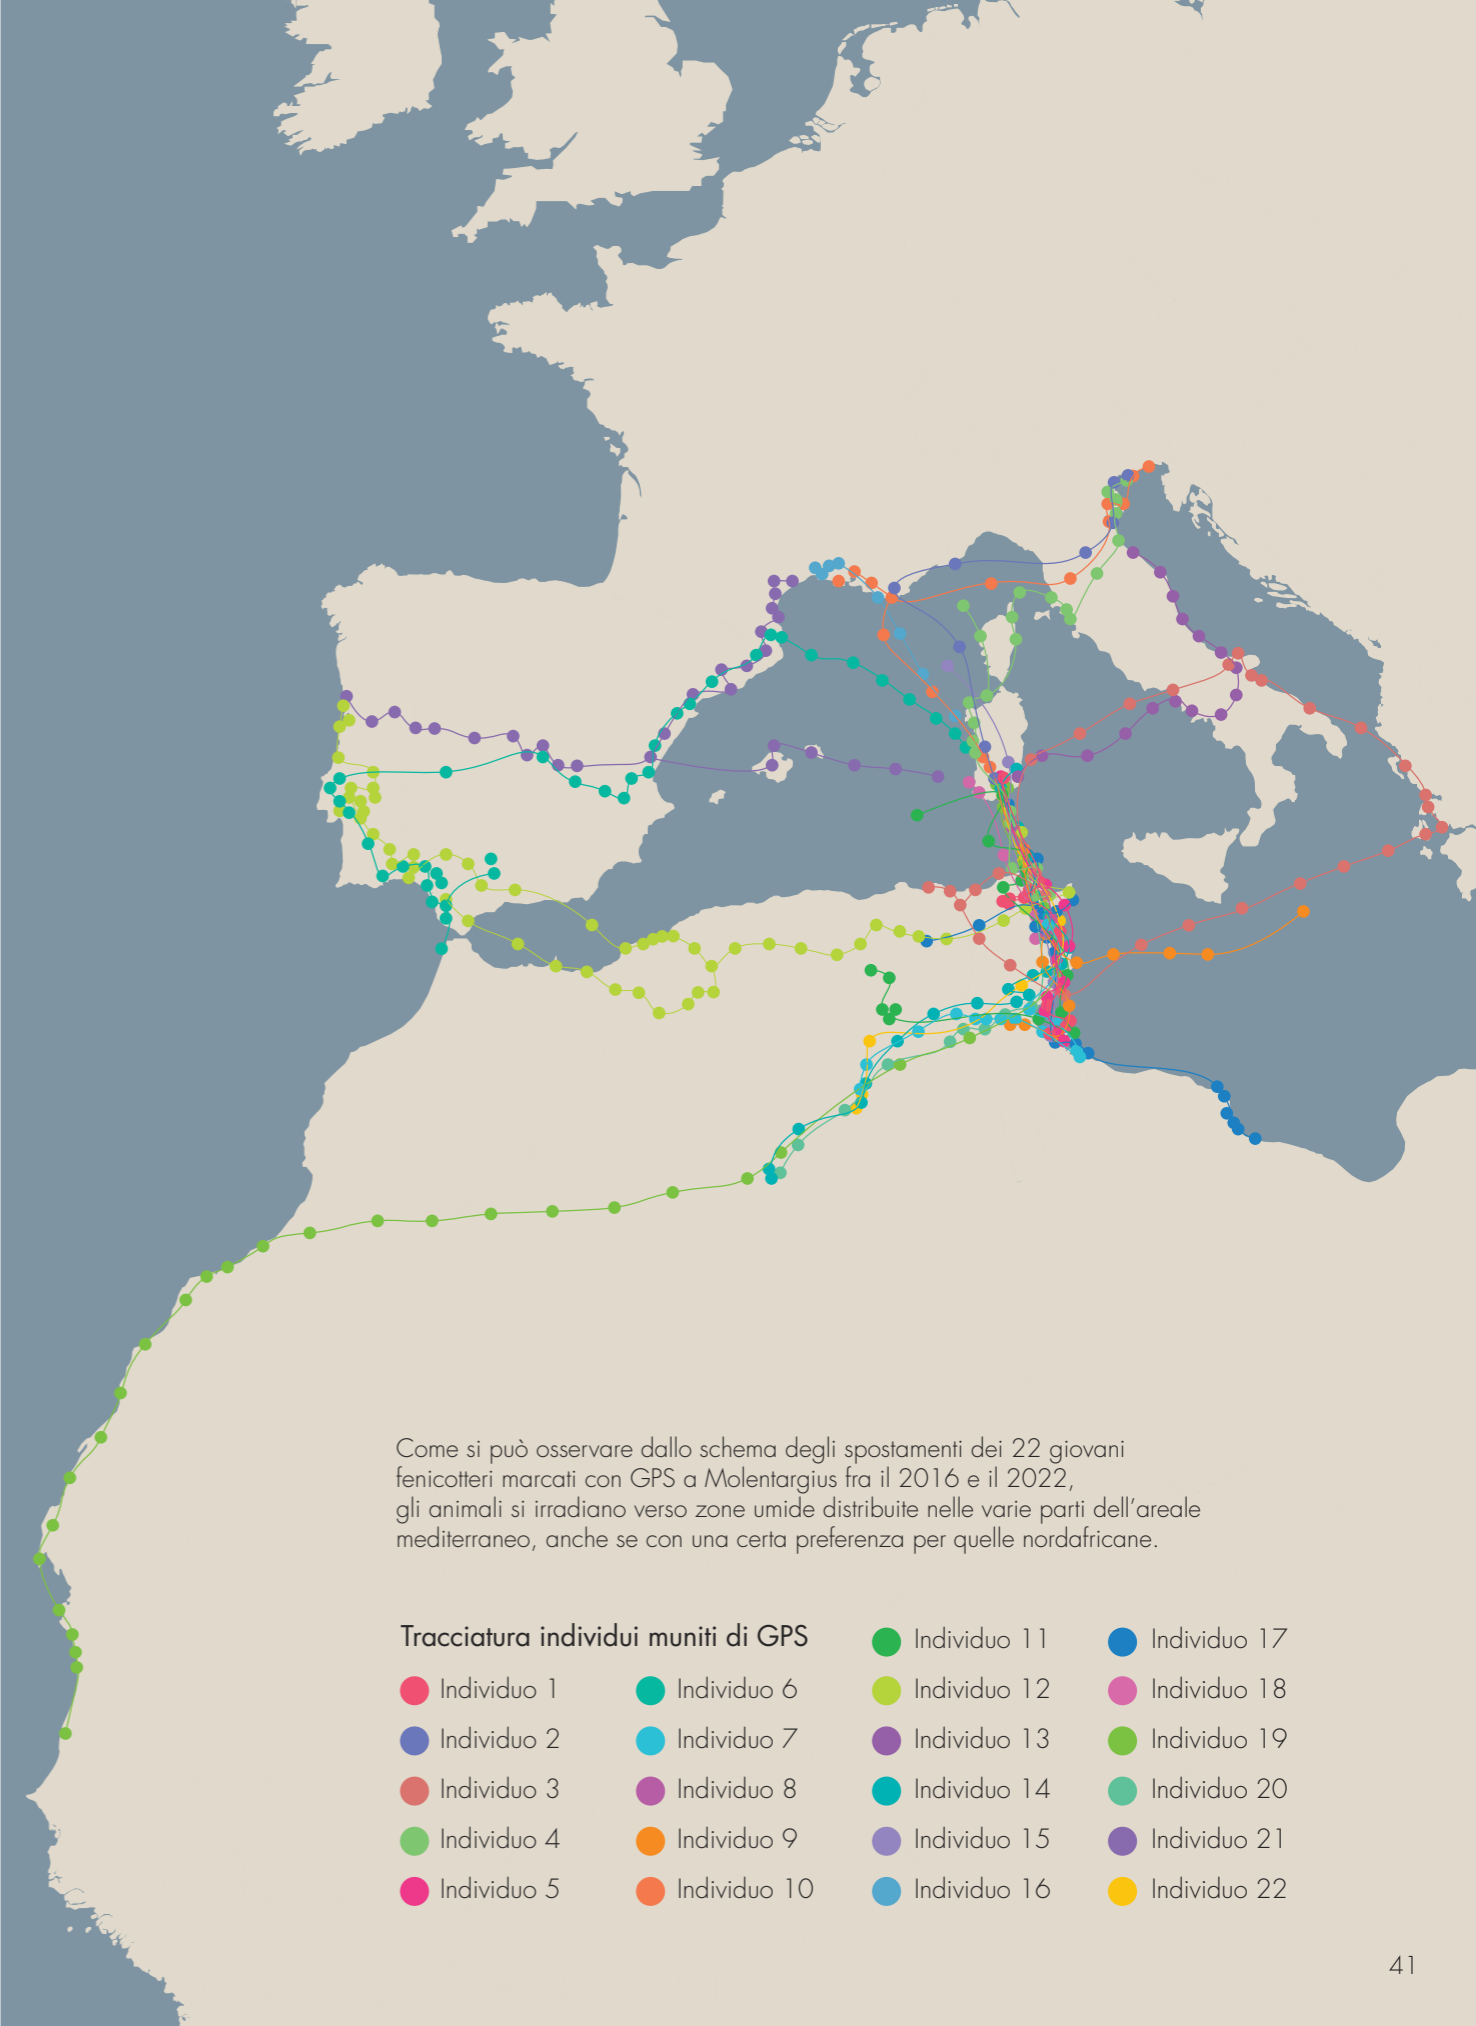 Come si può osservare dallo schema degli spostamenti dei 22 giovani
fenicotteri marcati con GPS a Molentargius fra il 2016 e il 2022,
gli animali si irradiano verso zone umide distribuite nelle varie parti dell'areale
mediterraneo, anche se con una certa preferenza per quelle nordafricane.
Tracciatura individui muniti di GPS
Individuo 1
Individuo 2
Individuo 3
Individuo 4
Individuo 5
Individuo 6
Individuo 7
Individuo 8
Individuo 9
Individuo 10
Individuo 11
Individuo 12
Individuo 13
Individuo 14
Individuo 15
Individuo 16
Individuo 17
Individuo 18
Individuo 19
Individuo 20
Individuo 21
Individuo 22
41